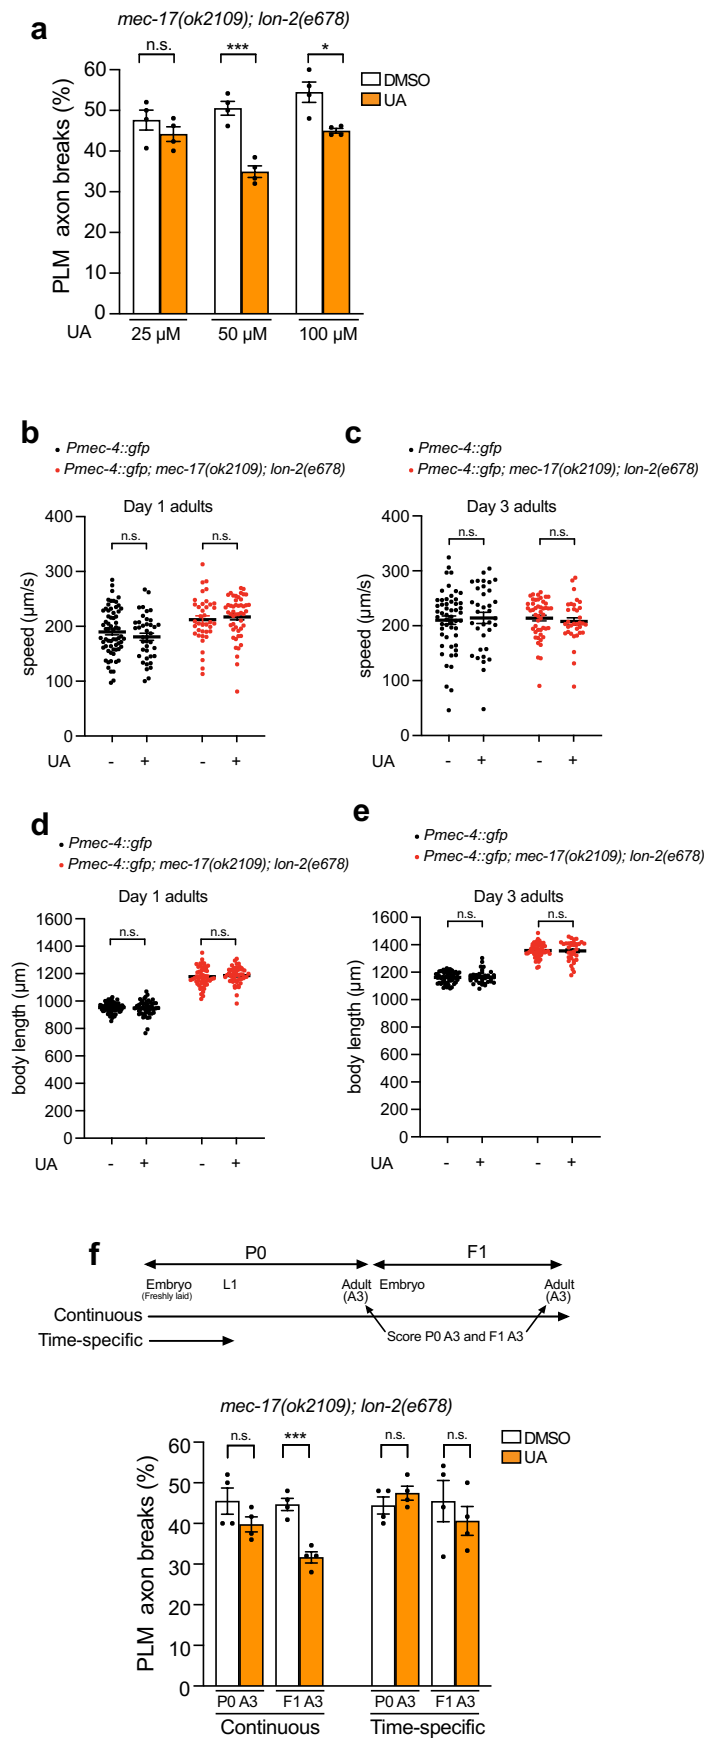 a
mec-17(ok2109); lon-2(e678)
n.s. *** *
DMSO
UA
PLM axon breaks (%)
60
50
40
30
20
10
0
UA 25 µM 50 µM 100 µM
b
Pmec-4::gfp
Pmec-4::gfp; mec-17(ok2109); lon-2(e678)
Day 1 adults
n.s. n.s.
speed (µm/s)
400
300
200
100
0
UA - + - +
c
Pmec-4::gfp
Pmec-4::gfp; mec-17(ok2109); lon-2(e678)
Day 3 adults
n.s. n.s.
speed (µm/s)
400
300
200
100
0
UA - + - +
d
Pmec-4::gfp
Pmec-4::gfp; mec-17(ok2109); lon-2(e678)
Day 1 adults
n.s. n.s.
body length (µm)
1600
1400
1200
1000
800
600
400
200
0
UA - + - +
e
Pmec-4::gfp
Pmec-4::gfp; mec-17(ok2109); lon-2(e678)
Day 3 adults
n.s. n.s.
body length (µm)
1600
1400
1200
1000
800
600
400
200
0
UA - + - +
f
P0 F1
Embryo L1 Adult Embryo Adult
(Freshly laid) (A3) (A3)
Continuous
Time-specific
Score P0 A3 and F1 A3
mec-17(ok2109); lon-2(e678)
n.s. *** n.s. n.s.
DMSO
UA
PLM axon breaks (%)
60
50
40
30
20
10
0
P0 A3 F1 A3 P0 A3 F1 A3
Continuous Time-specific